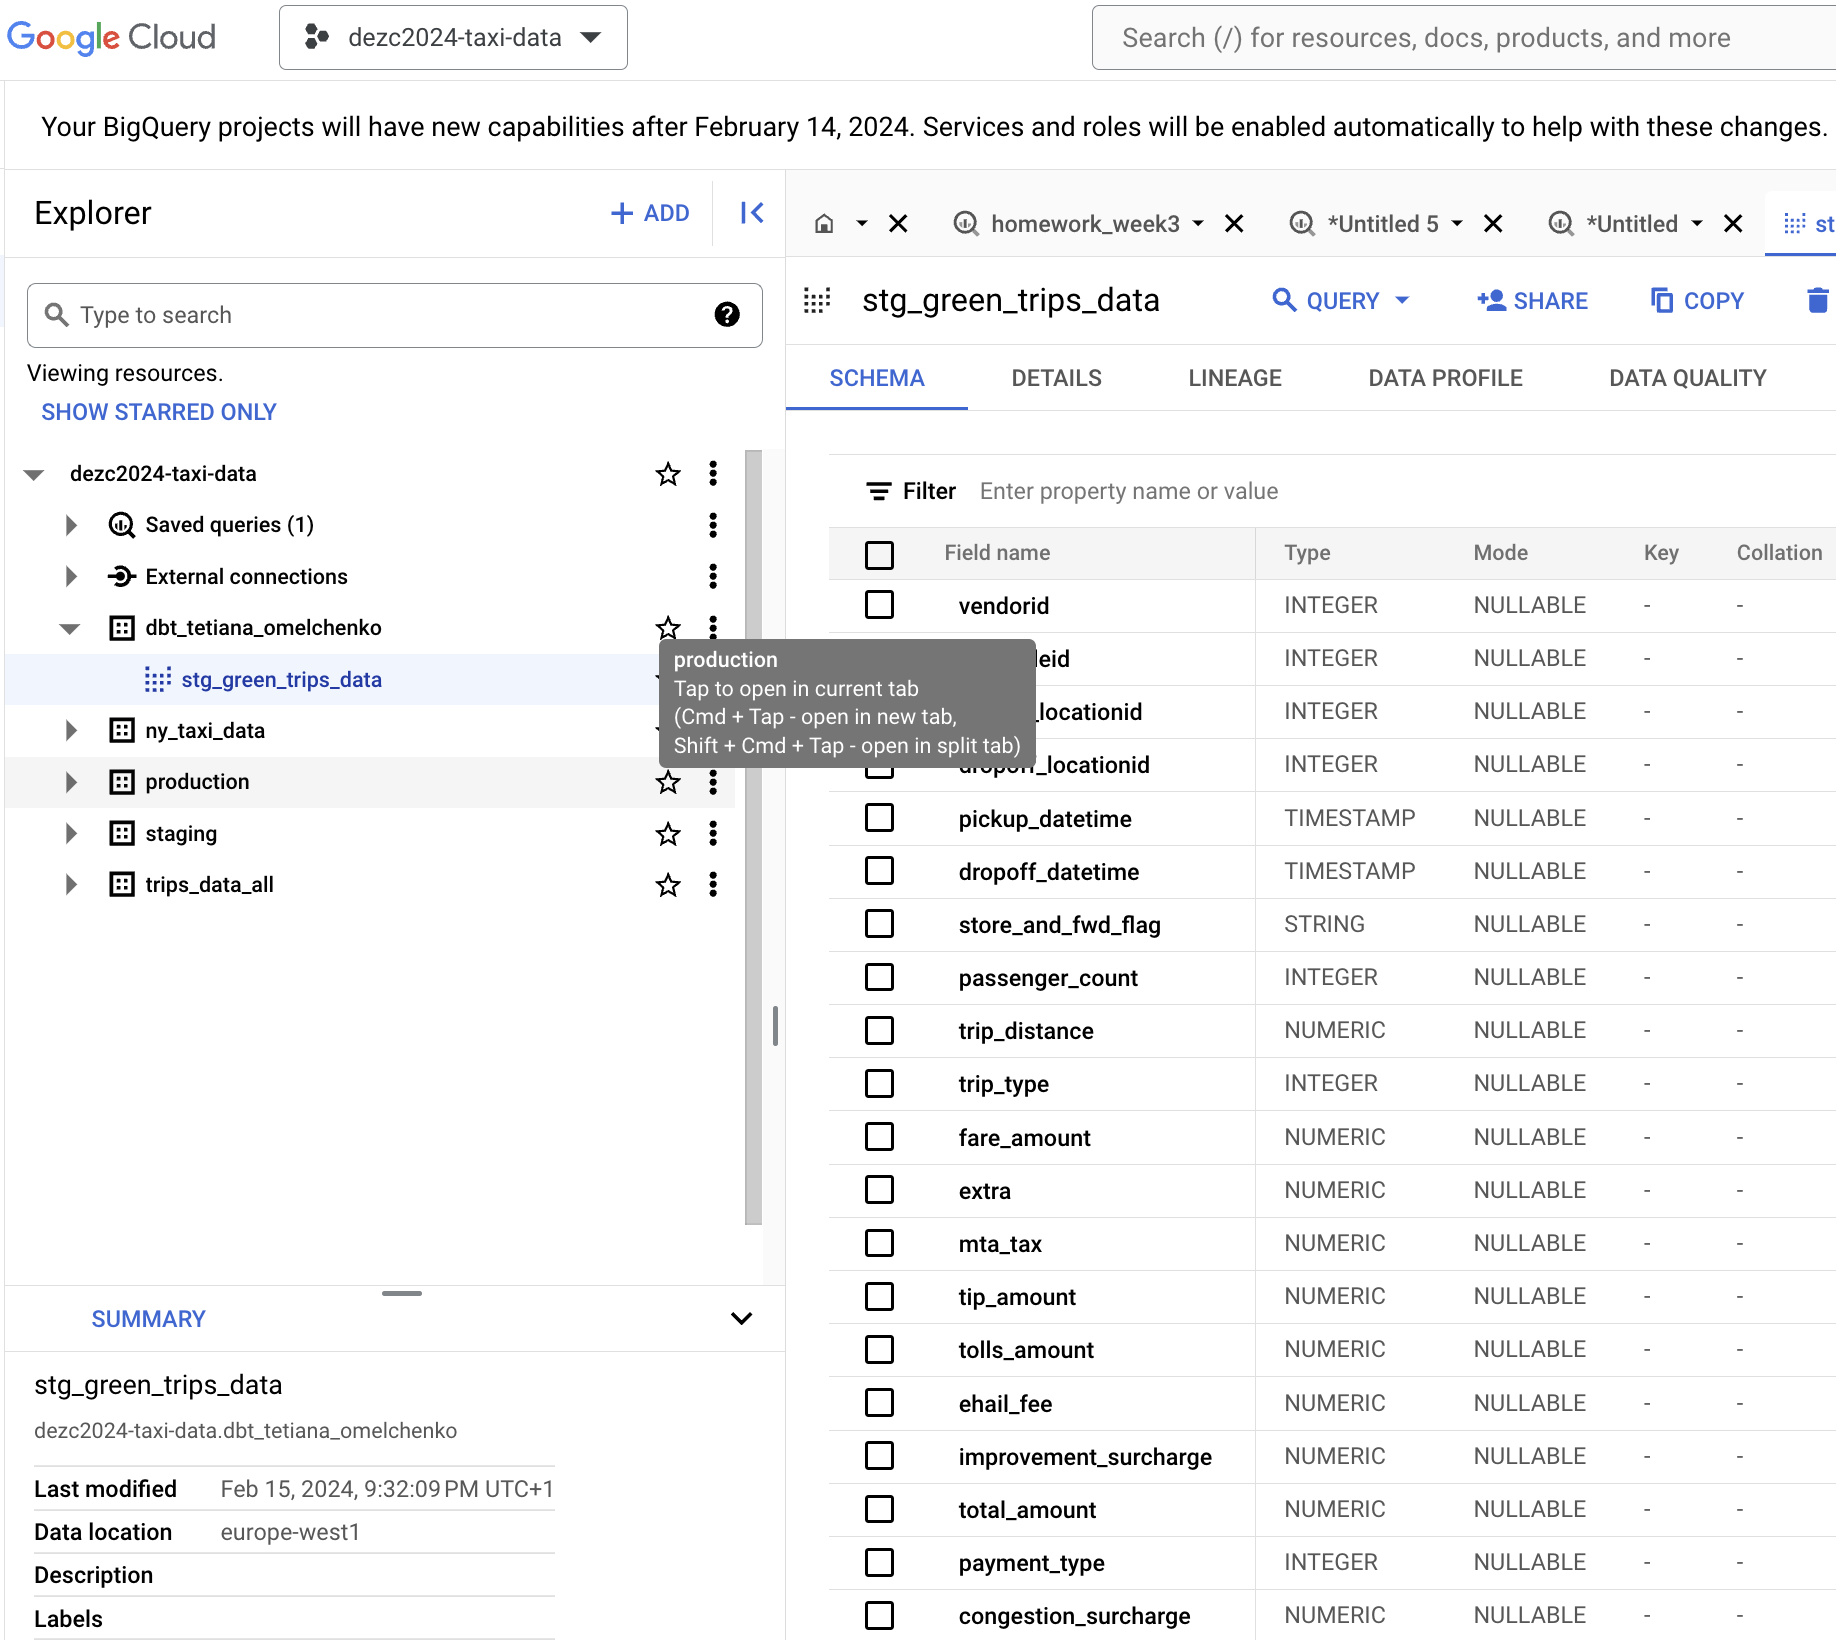 Google Cloud
dezc2024-taxi-data
Search (/) for resources, docs, products, and more
Your BigQuery projects will have new capabilities after February 14, 2024. Services and roles will be enabled automatically to help with these changes.
Explorer
ADD
Type to search
Viewing resources.
SHOW STARRED ONLY
dezc2024-taxi-data
Saved queries (1)
External connections
dbt_tetiana_omelchenko
stg_green_trips_data
ny_taxi_data
production
staging
trips_data_all
production
Tap to open in current tab
(Cmd + Tap - open in new tab,
Shift + Cmd + Tap - open in split tab)
SUMMARY
stg_green_trips_data
dezc2024-taxi-data.dbt_tetiana_omelchenko
Last modified Feb 15, 2024, 9:32:09 PM UTC+1
Data location europe-west1
Description
Labels
homework_week3 *Untitled 5 *Untitled st
stg_green_trips_data QUERY SHARE COPY
SCHEMA DETAILS LINEAGE DATA PROFILE DATA QUALITY
Filter Enter property name or value
Field name Type Mode Key Collation
vendorid INTEGER NULLABLE - -
eid INTEGER NULLABLE - -
_locationid INTEGER NULLABLE - -
dropoff_locationid INTEGER NULLABLE - -
pickup_datetime TIMESTAMP NULLABLE - -
dropoff_datetime TIMESTAMP NULLABLE - -
store_and_fwd_flag STRING NULLABLE - -
passenger_count INTEGER NULLABLE - -
trip_distance NUMERIC NULLABLE - -
trip_type INTEGER NULLABLE - -
fare_amount NUMERIC NULLABLE - -
extra NUMERIC NULLABLE - -
mta_tax NUMERIC NULLABLE - -
tip_amount NUMERIC NULLABLE - -
tolls_amount NUMERIC NULLABLE - -
ehail_fee NUMERIC NULLABLE - -
improvement_surcharge NUMERIC NULLABLE - -
total_amount NUMERIC NULLABLE - -
payment_type INTEGER NULLABLE - -
congestion_surcharge NUMERIC NULLABLE - -